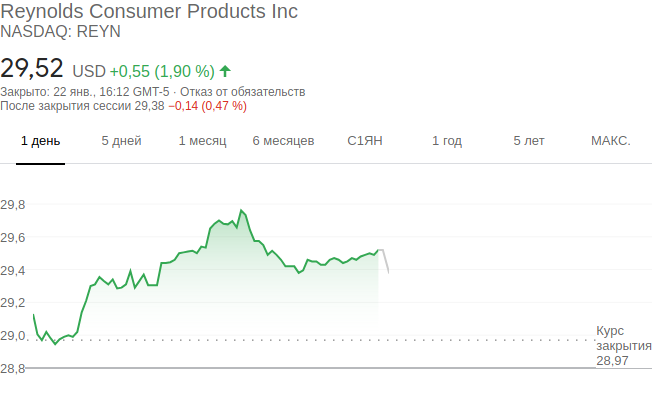 Reynolds Consumer Products Inc
NASDAQ: REYN
29,52 USD +0,55 (1,90 %)
Закрыто: 22 янв., 16:12 GMT-5 · Отказ от обязательств
После закрытия сессии 29,38 −0,14 (0,47 %)
1 день 5 дней 1 месяц 6 месяцев С1ЯН 1 год 5 лет МАКС.
29,8
29,6
29,4
29,2
29,0
28,8
Курс
закрытия
28,97